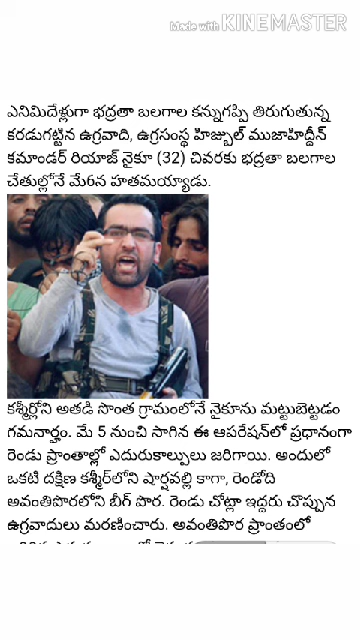 Made with KINEMASTER
ఎనిమిదేళ్లుగా భద్రతా బలగాల కన్నుగప్పి తిరుగుతున్న
కరడుగట్టిన ఉగ్రవాది, ఉగ్రసంస్థ హిజ్బుల్ ముజాహిద్దీన్
కమాండర్ రియాజ్ నైకూ (32) చివరకు భద్రతా బలగాల
చేతుల్లోనే మే6న హతమయ్యాడు.
కశ్మీర్లోని అతడి సొంత గ్రామంలోనే నైకూను మట్టుబెట్టడం
గమనార్హం. మే 5 నుంచి సాగిన ఈ ఆపరేషన్‌లో ప్రధానంగా
రెండు ప్రాంతాల్లో ఎదురుకాల్పులు జరిగాయి. అందులో
ఒకటి దక్షిణ కశ్మీర్‌లోని షార్షవల్లి కాగా, రెండోది
అవంతిపొరలోని బీగ్ పొర. రెండు చోట్లా ఇద్దరు చొప్పున
ఉగ్రవాదులు మరణించారు. అవంతిపొర ప్రాంతంలో